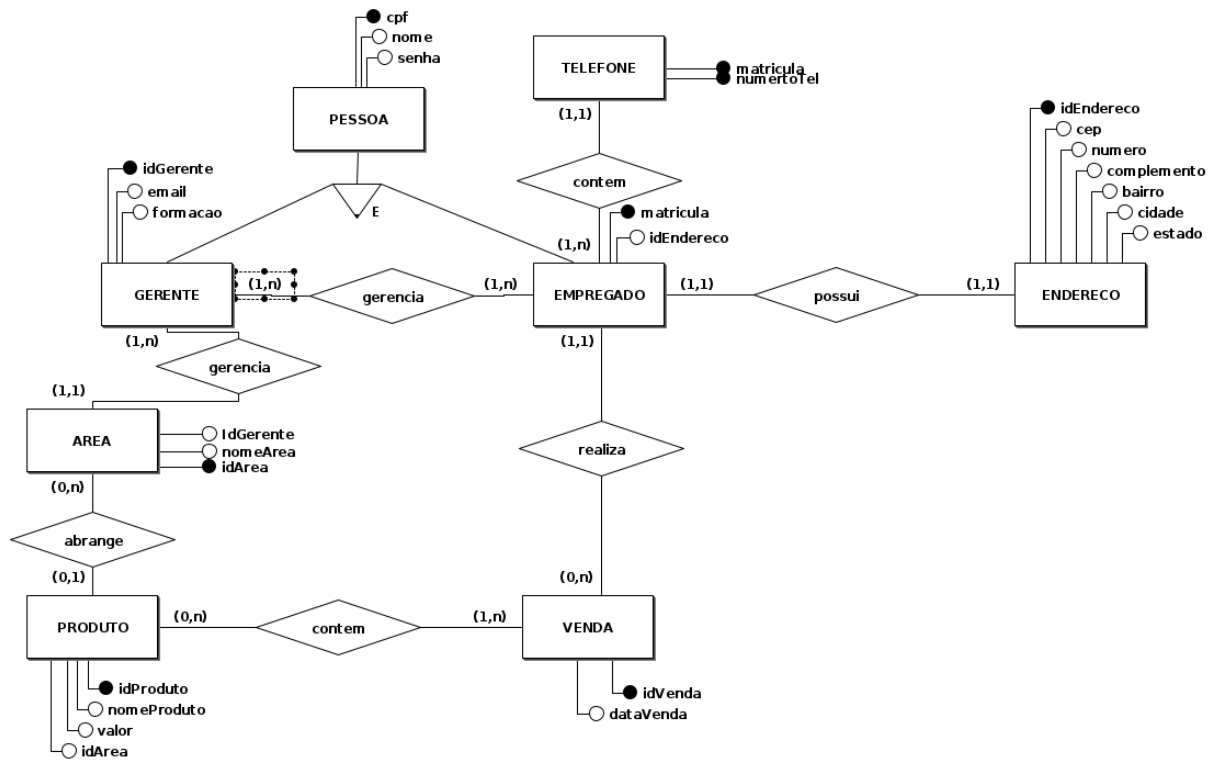 cpf
nome
senha
PESSOA
TELEFONE
matricula
numertoTel
(1,1)
contem
idGerente
email
formacao
E
matricula
idEndereco
(1,n)
idEndereco
cep
numero
complemento
bairro
cidade
estado
GERENTE
(1,n)
gerencia
(1,n)
EMPREGADO
(1,1)
possui
(1,1)
ENDERECO
(1,n)
gerencia
(1,1)
(1,1)
AREA
IdGerente
nomeArea
idArea
realiza
(0,n)
abrange
(0,1)
(0,n)
PRODUTO
(0,n)
contem
(1,n)
VENDA
idProduto
nomeProduto
valor
idArea
idVenda
dataVenda